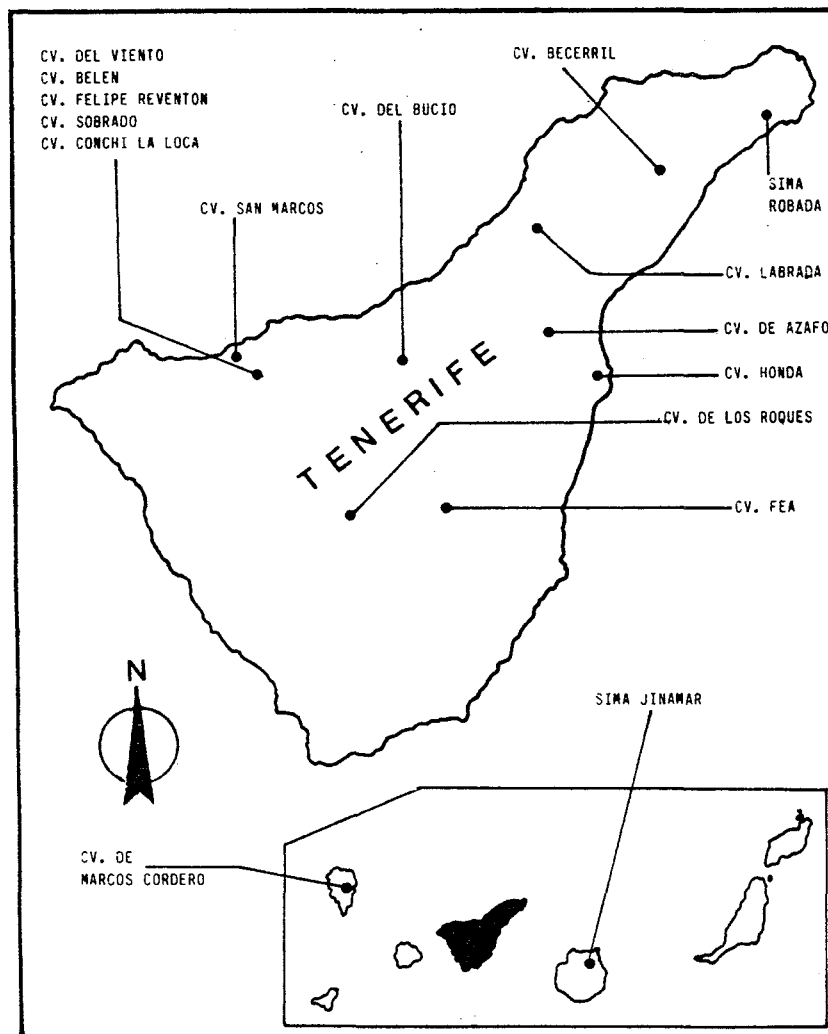 CV. DEL VIENTO
CV. BELEN
CV. FELIPE REVENTON
CV. SOBRADO
CV. CONCHI LA LOCA
CV. SAN MARCOS
CV. DEL BUCIO
CV. BECERRIL
SIMA
ROBADA
CV. LABRADA
CV. DE AZAFO
CV. HONDA
CV. DE LOS ROQUES
CV. FEA
TENERIFE
N
SIMA JINAMAR
CV. DE
MARCOS CORDERO